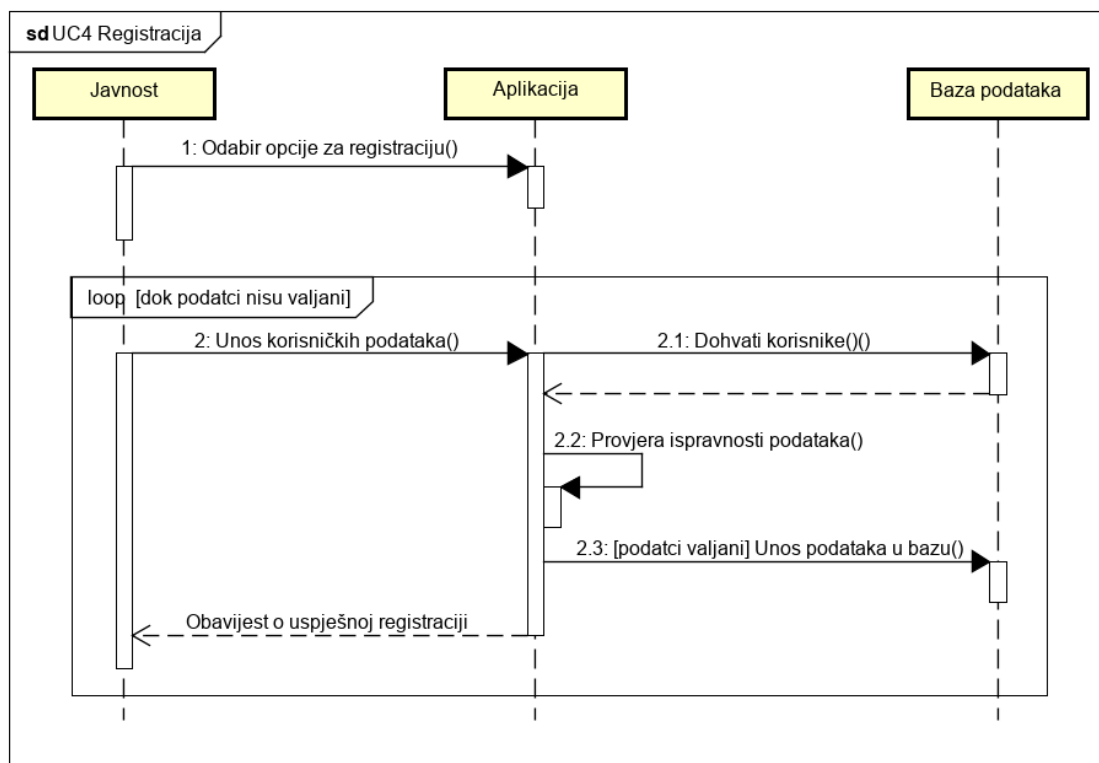 sd UC4 Registracija
Javnost
Aplikacija
Baza podataka
1: Odabir opcije za registraciju()
loop [dok podatci nisu valjani]
2: Unos korisničkih podataka()
2.1: Dohvati korisnike()()
2.2: Provjera ispravnosti podataka()
2.3: [podatci valjani] Unos podataka u bazu()
Obavijest o uspješnoj registraciji